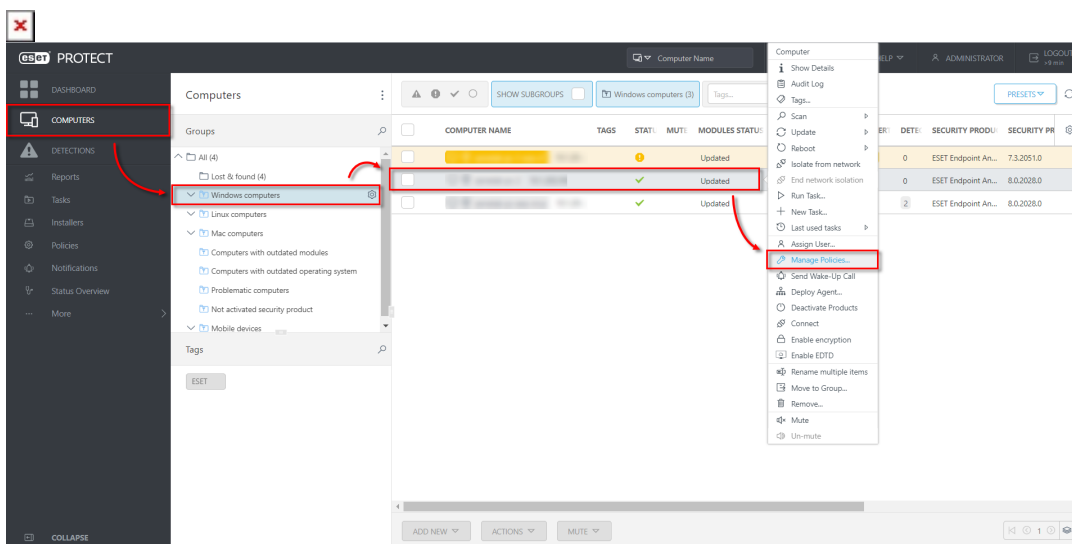 eset PROTECT
Computer Name
ELP
ADMINISTRATOR
LOGOUT
>9 min
DASHBOARD
COMPUTERS
DETECTIONS
Reports
Tasks
Installers
Policies
Notifications
Status Overview
More
COLLAPSE
Computers
Groups
All (4)
Lost & found (4)
Windows computers
Linux computers
Mac computers
Computers with outdated modules
Computers with outdated operating system
Problematic computers
Not activated security product
Mobile devices
Tags
ESET
SHOW SUBGROUPS
Windows computers (3)
Tags...
PRESETS
COMPUTER NAME TAGS STATU MUTE MODULES STATUS ERT DETEC SECURITY PRODUC SECURITY PR
Updated 0 ESET Endpoint An... 7.3.2051.0
Updated 0 ESET Endpoint An... 8.0.2028.0
Updated 2 ESET Endpoint An... 8.0.2028.0
Computer
Show Details
Audit Log
Tags...
Scan
Update
Reboot
Isolate from network
End network isolation
Run Task...
New Task...
Last used tasks
Assign User...
Manage Policies...
Send Wake-Up Call
Deploy Agent...
Deactivate Products
Connect
Enable encryption
Enable EDTD
Rename multiple items
Move to Group...
Remove...
Mute
Un-mute
ADD NEW ACTIONS MUTE
1